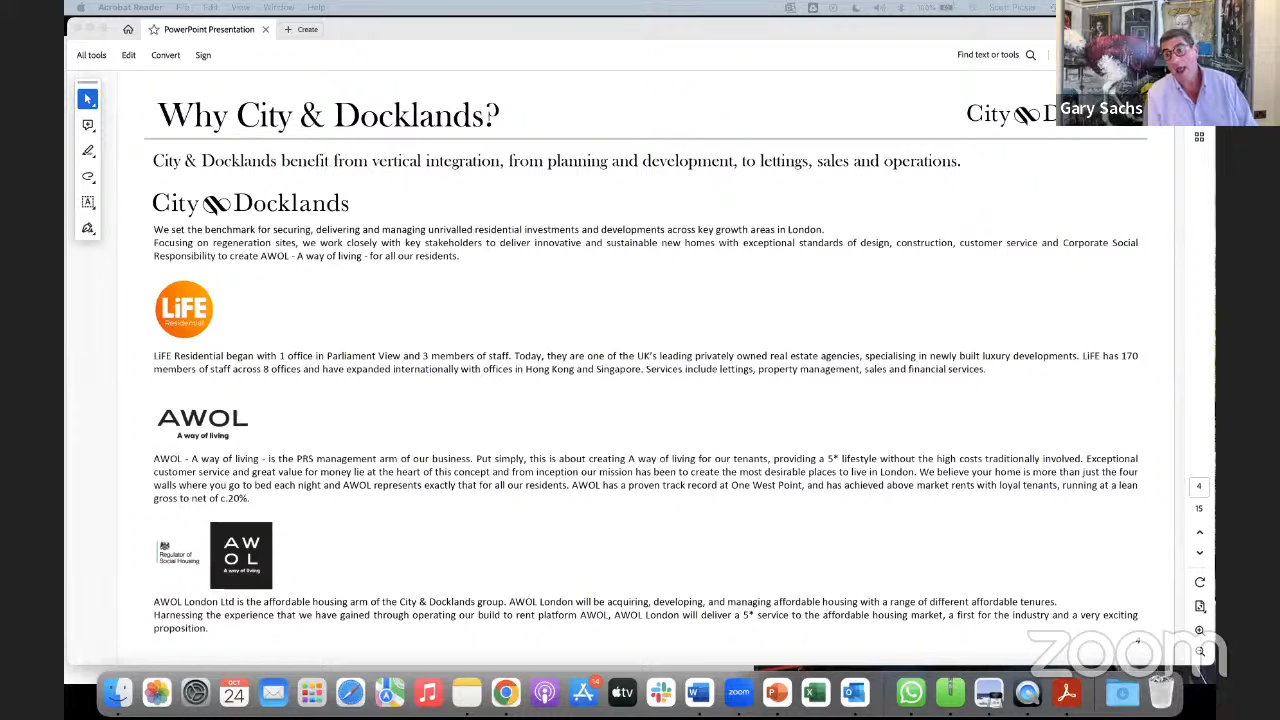 Acrobat Reader File Edit View Window Help 100% Scott Picker
PowerPoint Presentation Create
All tools Edit Convert Sign Find text or tools
Gary Sachs
Why City & Docklands?
City D
City & Docklands benefit from vertical integration, from planning and development, to lettings, sales and operations.
City Docklands
We set the benchmark for securing, delivering and managing unrivalled residential investments and developments across key growth areas in London.
Focusing on regeneration sites, we work closely with key stakeholders to deliver innovative and sustainable new homes with exceptional standards of design, construction, customer service and Corporate Social
Responsibility to create AWOL - A way of living - for all our residents.
LiFE
Residential
LiFE Residential began with 1 office in Parliament View and 3 members of staff. Today, they are one of the UK's leading privately owned real estate agencies, specialising in newly built luxury developments. LiFE has 170
members of staff across 8 offices and have expanded internationally with offices in Hong Kong and Singapore. Services include lettings, property management, sales and financial services.
AWOL
A way of living
AWOL - A way of living - is the PRS management arm of our business. Put simply, this is about creating A way of living for our tenants, providing a 5* lifestyle without the high costs traditionally involved. Exceptional
customer service and great value for money lie at the heart of this concept and from inception our mission has been to create the most desirable places to live in London. We believe your home is more than just the four
walls where you go to bed each night and AWOL represents exactly that for all our residents. AWOL has a proven track record at One West Point, and has achieved above market rents with loyal tenants, running at a lean
gross to net of c.20%.
4
15
Regulator of
Social Housing
AW
OL
A way of living
AWOL London Ltd is the affordable housing arm of the City & Docklands group. AWOL London will be acquiring, developing, and managing affordable housing with a range of different affordable tenures.
Harnessing the experience that we have gained through operating our build to rent platform AWOL, AWOL London will deliver a 5* service to the affordable housing market, a first for the industry and a very exciting
proposition.
4
zoom
OCT
24
14
tv
zoom